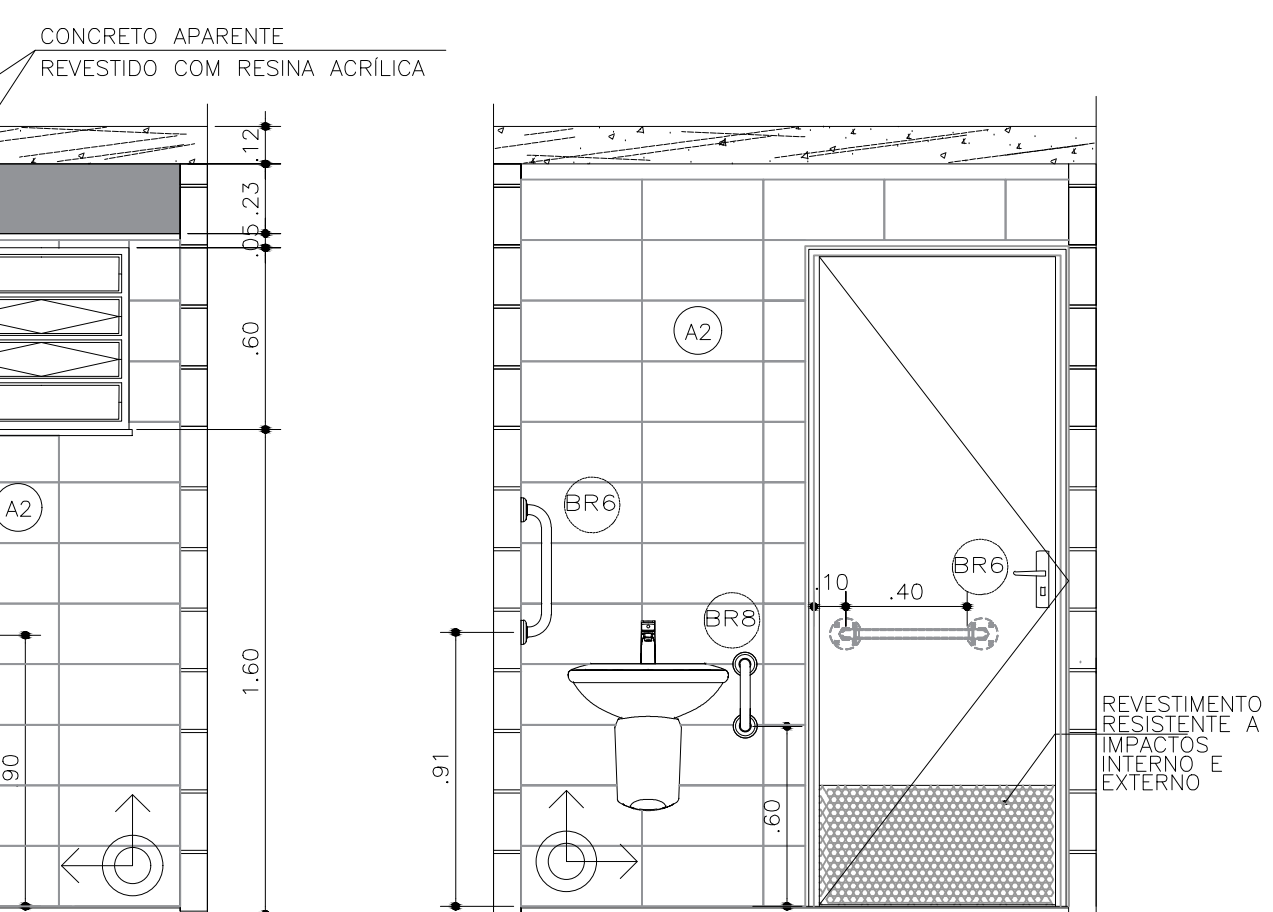 CONCRETO APARENTE
REVESTIDO COM RESINA ACRÍLICA
.12
.23
.05
.60
A2
A2
BR6
BR6
.10
.40
BR8
1.60
REVESTIMENTO
RESISTENTE A
IMPACTOS
INTERNO E
EXTERNO
.90
.91
.60